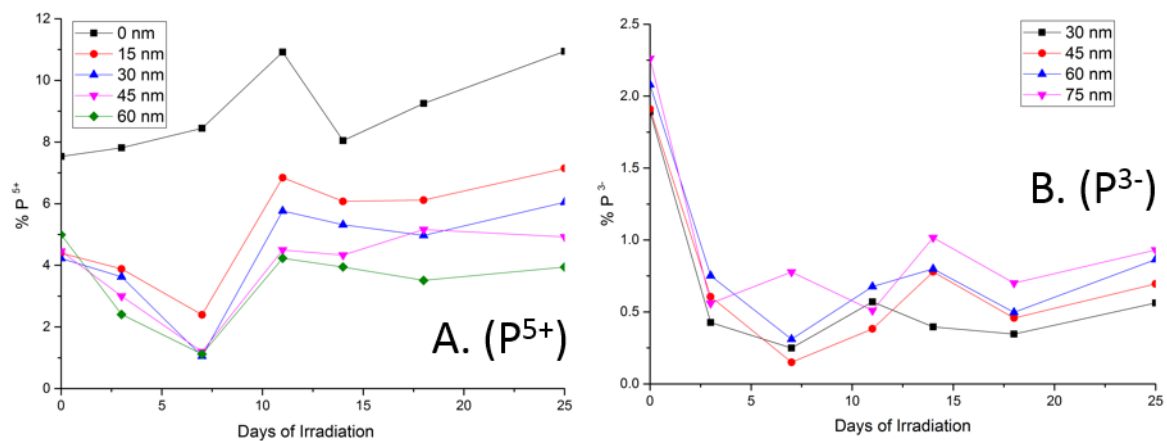 12
10
8
6
4
2
0
% P 5+
0 nm
15 nm
30 nm
45 nm
60 nm
A. (P5+)
0 5 10 15 20 25
Days of Irradiation
2.5
2.0
1.5
1.0
0.5
0.0
% P 3-
30 nm
45 nm
60 nm
75 nm
B. (P3-)
0 5 10 15 20 25
Days of Irradiation